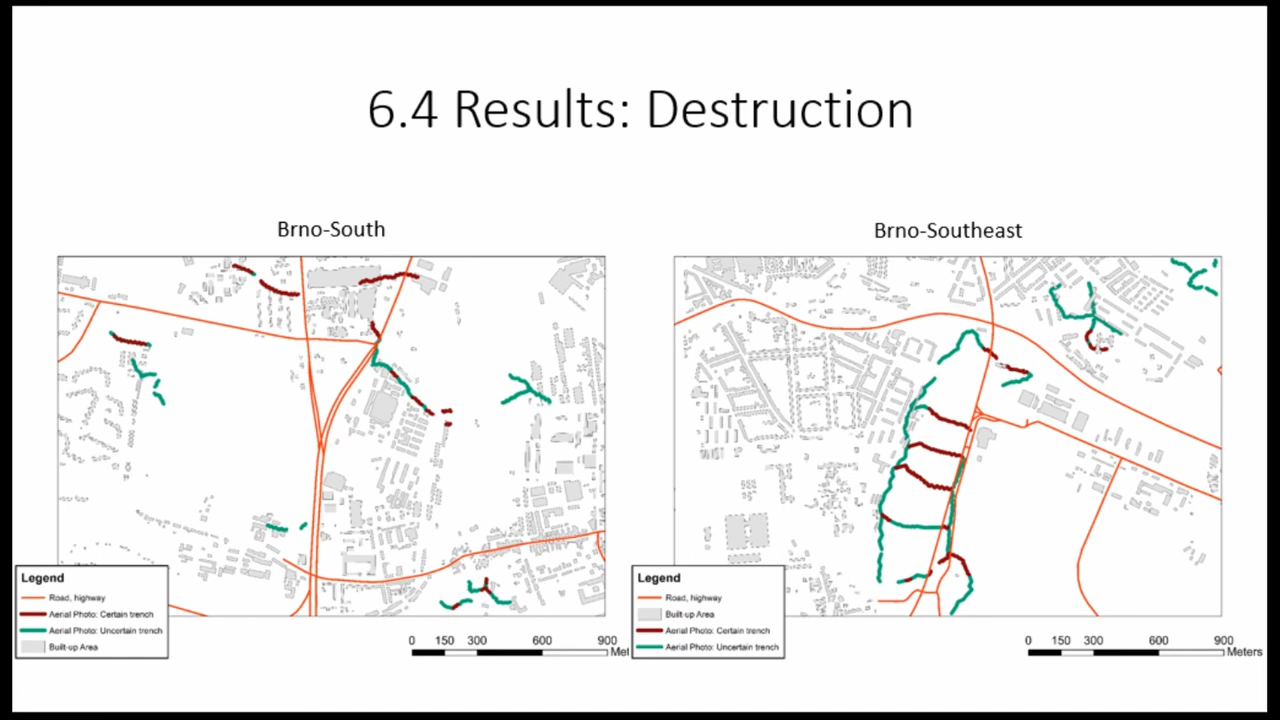 6.4 Results: Destruction
Brno-South
Brno-Southeast
Legend
Road, highway
Aerial Photo: Certain trench
Aerial Photo: Uncertain trench
Built-up Area
0 150 300 600 900
Met
Legend
Road, highway
Built-up Area
Aerial Photo: Certain trench
Aerial Photo: Uncertain trench
0 150 300 600 900
Meters